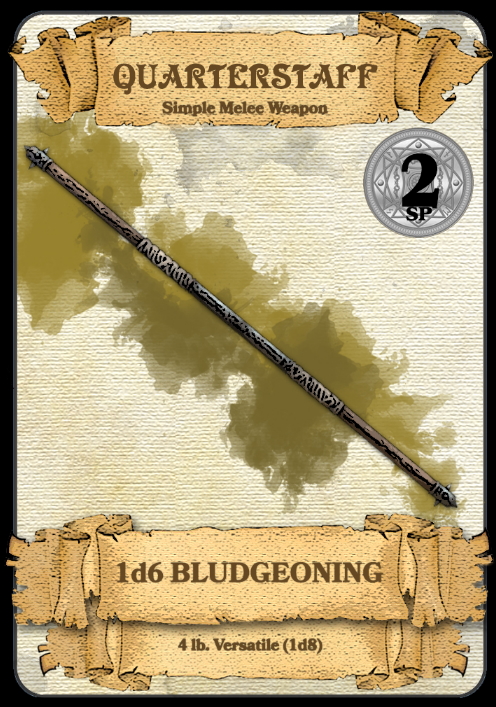 QUARTERSTAFF
Simple Melee Weapon
2
SP
1d6 BLUDGEONING
4 lb. Versatile (1d8)